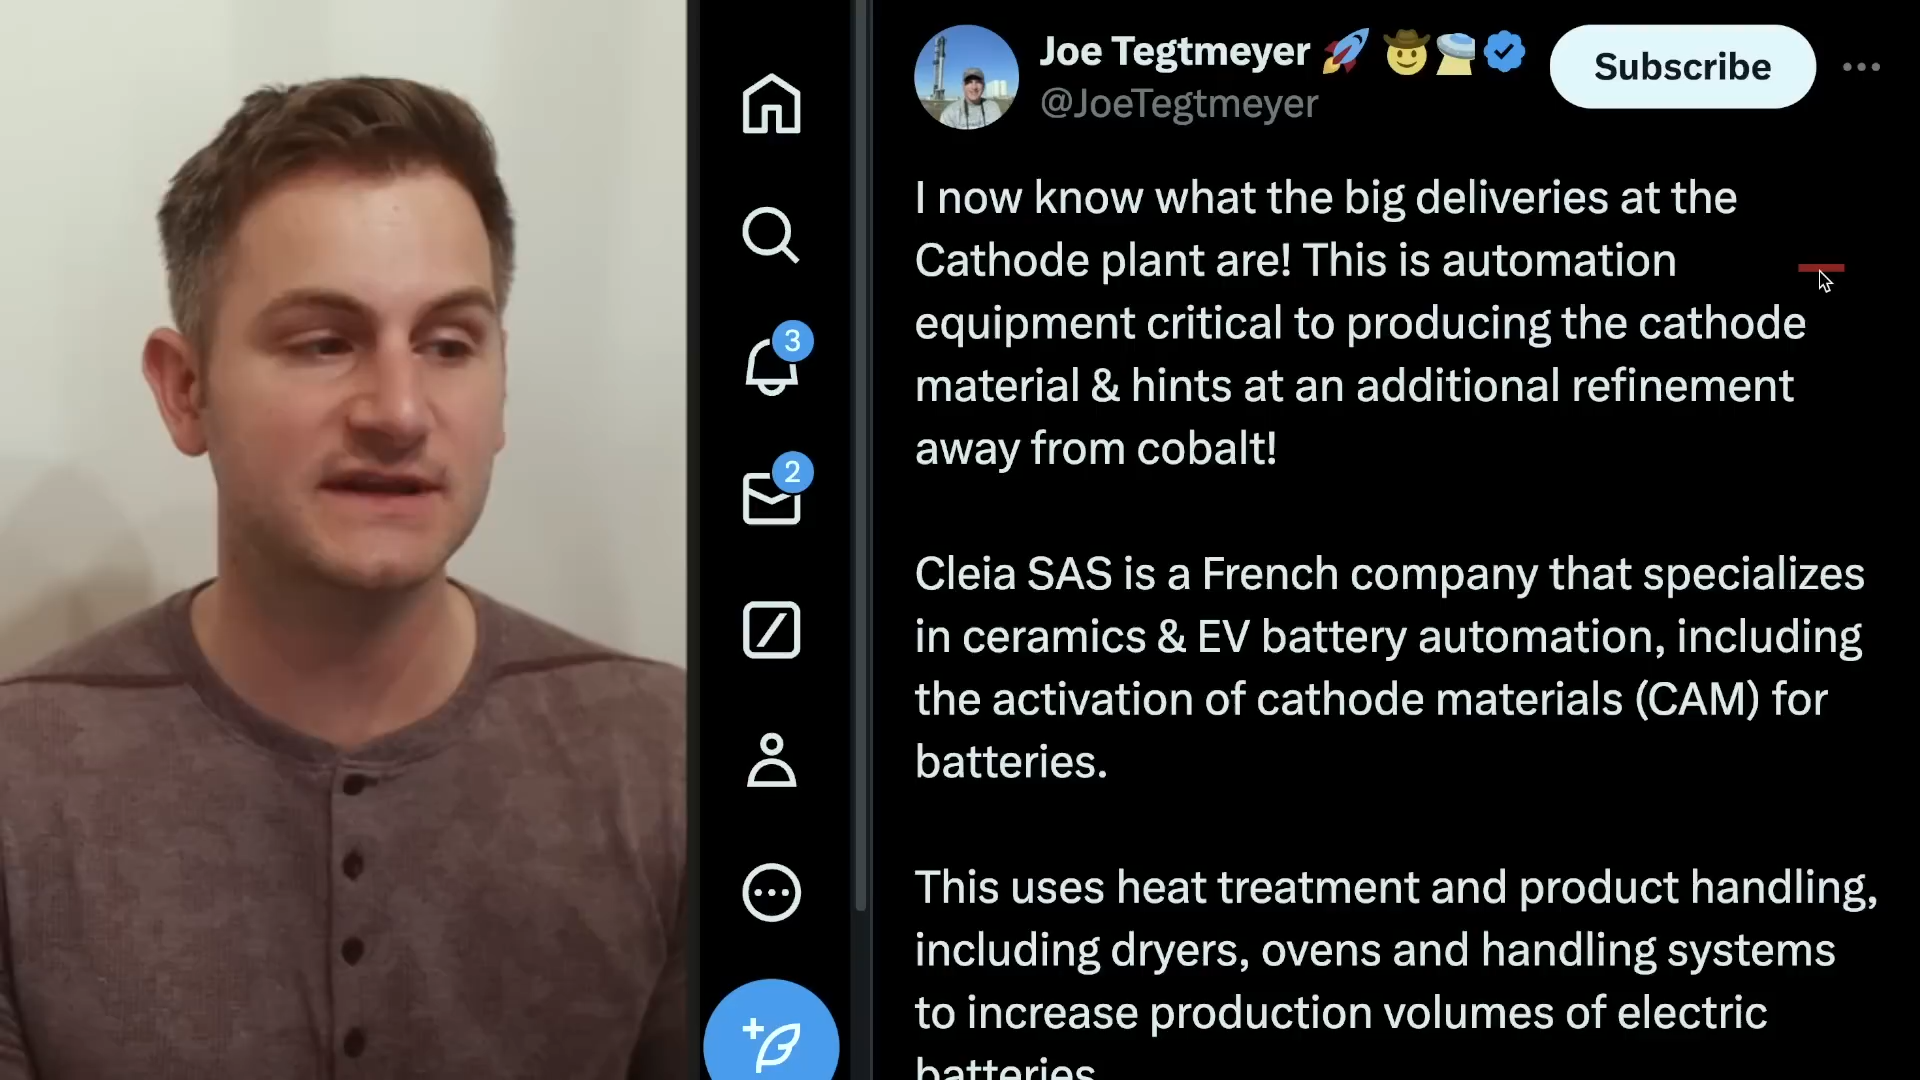 Joe Tegtmeyer 🚀 🤠🛸
Subscribe
@JoeTegtmeyer
I now know what the big deliveries at the
Cathode plant are! This is automation
equipment critical to producing the cathode
material & hints at an additional refinement
away from cobalt!
Cleia SAS is a French company that specializes
in ceramics & EV battery automation, including
the activation of cathode materials (CAM) for
batteries.
This uses heat treatment and product handling,
including dryers, ovens and handling systems
to increase production volumes of electric
batteries
3
2